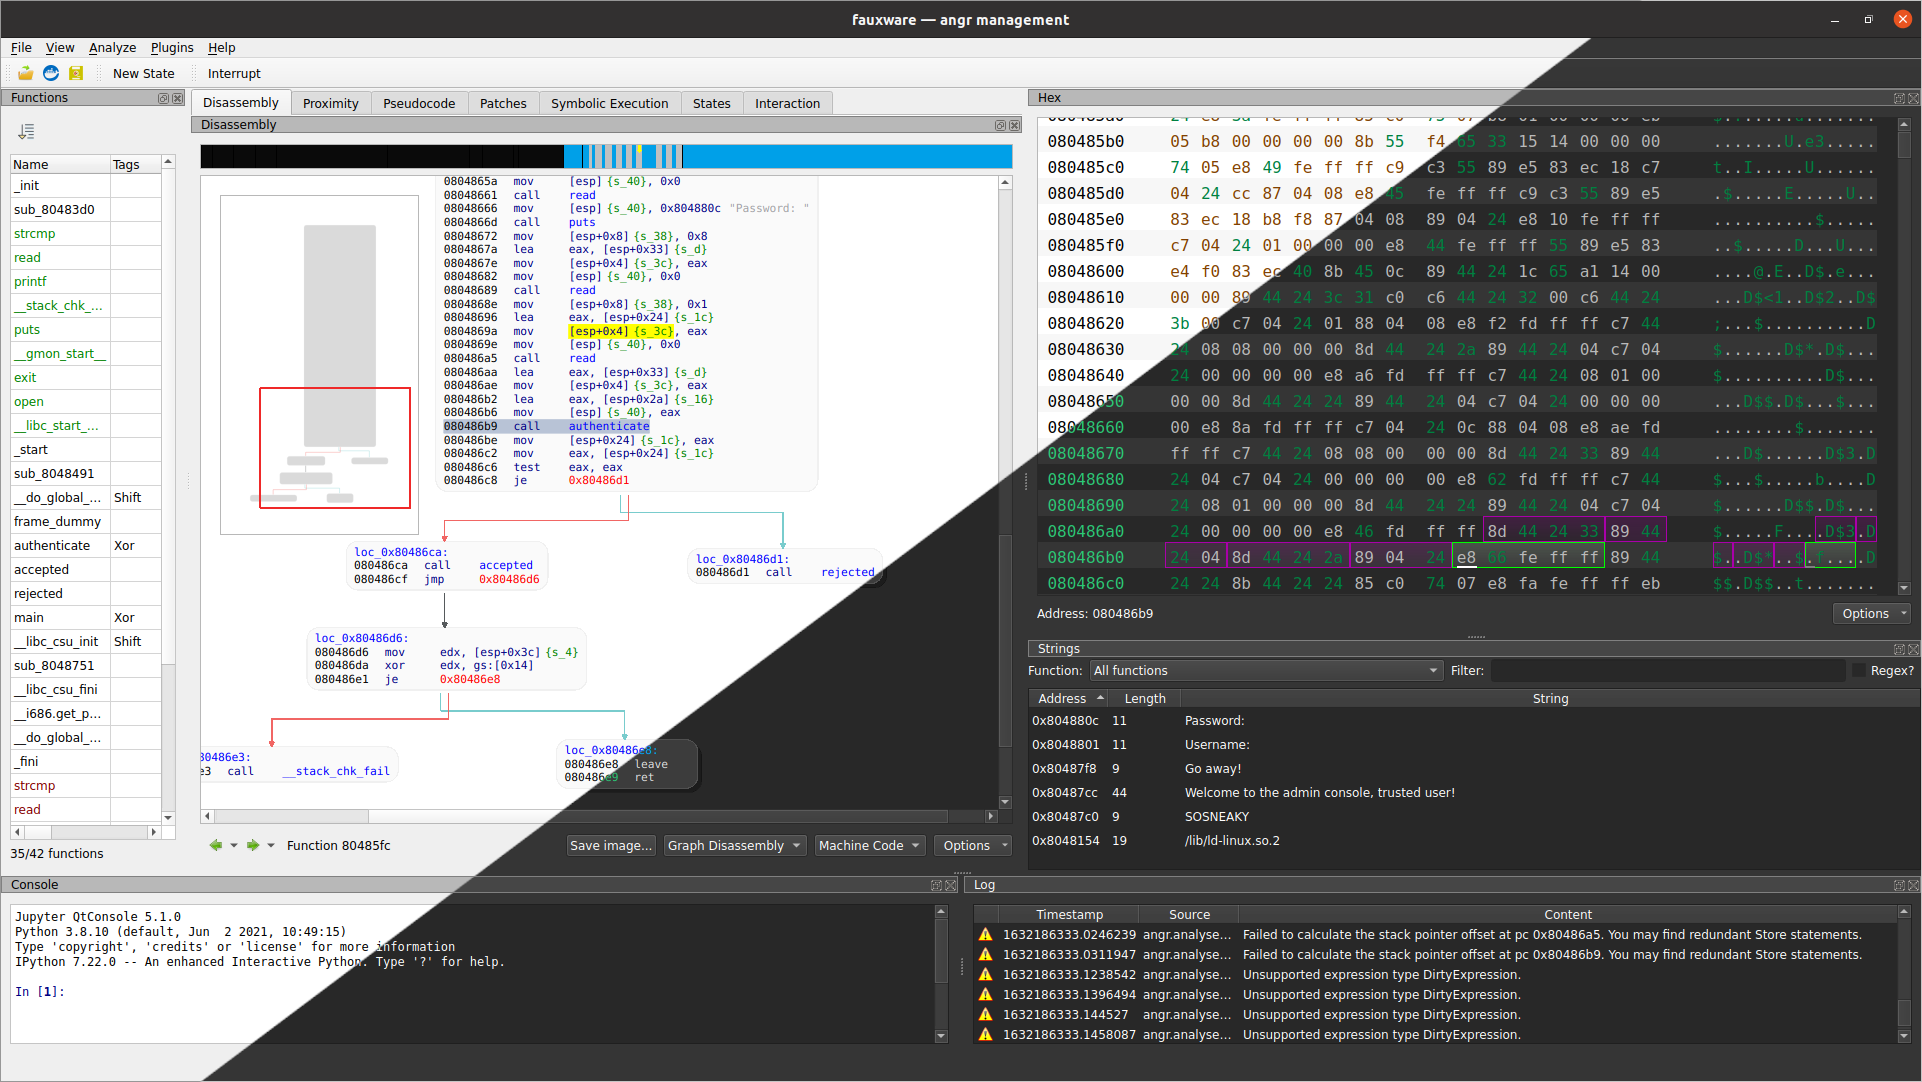 fauxware — angr management
File View Analyze Plugins Help
New State Interrupt
Functions
Name Tags
_init
sub_80483d0
strcmp
read
printf
__stack_chk_...
puts
__gmon_start__
exit
open
__libc_start_...
_start
sub_8048491
__do_global_... Shift
frame_dummy
authenticate Xor
accepted
rejected
main Xor
__libc_csu_init Shift
sub_8048751
__libc_csu_fini
__i686.get_p...
__do_global_...
_fini
strcmp
read
35/42 functions
Disassembly Proximity Pseudocode Patches Symbolic Execution States Interaction
Disassembly
0804865a mov [esp] {s_40}, 0x0
08048661 call read
08048666 mov [esp] {s_40}, 0x804880c "Password: "
0804866d call puts
08048672 mov [esp+0x8] {s_38}, 0x8
0804867a lea eax, [esp+0x33] {s_d}
0804867e mov [esp+0x4] {s_3c}, eax
08048682 mov [esp] {s_40}, 0x0
08048689 call read
0804868e mov [esp+0x8] {s_38}, 0x1
08048696 lea eax, [esp+0x24] {s_1c}
0804869a mov [esp+0x4] {s_3c}, eax
0804869e mov [esp] {s_40}, 0x0
080486a5 call read
080486aa lea eax, [esp+0x33] {s_d}
080486ae mov [esp+0x4] {s_3c}, eax
080486b2 lea eax, [esp+0x2a] {s_16}
080486b6 mov [esp] {s_40}, eax
080486b9 call authenticate
080486be mov [esp+0x24] {s_1c}, eax
080486c2 mov eax, [esp+0x24] {s_1c}
080486c6 test eax, eax
080486c8 je 0x80486d1
loc_0x80486ca:
080486ca call accepted
080486cf jmp 0x80486d6
loc_0x80486d1:
080486d1 call rejected
loc_0x80486d6:
080486d6 mov edx, [esp+0x3c] {s_4}
080486da xor edx, gs:[0x14]
080486e1 je 0x80486e8
80486e3:
e3 call __stack_chk_fail
loc_0x80486e8:
080486e8 leave
080486e9 ret
Function 80485fc
Save image... Graph Disassembly Machine Code Options
Hex
080485b0 05 b8 00 00 00 00 8b 55 f4 65 33 15 14 00 00 00 .......U.e3.....
080485c0 74 05 e8 49 fe ff ff c9 c3 55 89 e5 83 ec 18 c7 t..I.....U......
080485d0 04 24 cc 87 04 08 e8 45 fe ff ff c9 c3 55 89 e5 .$.....E.....U..
080485e0 83 ec 18 b8 f8 87 04 08 89 04 24 e8 10 fe ff ff ..........$.....
080485f0 c7 04 24 01 00 00 00 e8 44 fe ff ff 55 89 e5 83 ..$.....D...U...
08048600 e4 f0 83 ec 40 8b 45 0c 89 44 24 1c 65 a1 14 00 ....@.E..D$.e...
08048610 00 00 89 44 24 3c 31 c0 c6 44 24 32 00 c6 44 24 ...D$<1..D$2..D$
08048620 3b 00 c7 04 24 01 88 04 08 e8 f2 fd ff ff c7 44 ;...$..........D
08048630 24 08 08 00 00 00 8d 44 24 2a 89 44 24 04 c7 04 $......D$*.D$...
08048640 24 00 00 00 00 e8 a6 fd ff ff c7 44 24 08 01 00 $..........D$...
08048650 00 00 8d 44 24 24 89 44 24 04 c7 04 24 00 00 00 ...D$$.D$...$...
08048660 00 e8 8a fd ff ff c7 04 24 0c 88 04 08 e8 ae fd ........$.......
08048670 ff ff c7 44 24 08 08 00 00 00 8d 44 24 33 89 44 ...D$......D$3.D
08048680 24 04 c7 04 24 00 00 00 00 e8 62 fd ff ff c7 44 $...$.....b....D
08048690 24 08 01 00 00 00 8d 44 24 24 89 44 24 04 c7 04 $......D$$.D$...
080486a0 24 00 00 00 00 e8 46 fd ff ff 8d 44 24 33 89 44 $.....F....D$3.D
080486b0 24 04 8d 44 24 2a 89 04 24 e8 66 fe ff ff 89 44 $..D$*..$.f....D
080486c0 24 24 8b 44 24 24 85 c0 74 07 e8 fa fe ff ff eb $$.D$$..t.......
Address: 080486b9
Options
Strings
Function: All functions Filter: Regex?
Address Length String
0x804880c 11 Password:
0x8048801 11 Username:
0x80487f8 9 Go away!
0x80487cc 44 Welcome to the admin console, trusted user!
0x80487c0 9 SOSNEAKY
0x8048154 19 /lib/ld-linux.so.2
Console
Jupyter QtConsole 5.1.0
Python 3.8.10 (default, Jun  2 2021, 10:49:15)
Type 'copyright', 'credits' or 'license' for more information
IPython 7.22.0 -- An enhanced Interactive Python. Type '?' for help.
In [1]:
Log
Timestamp Source Content
1632186333.0246239 angr.analyse... Failed to calculate the stack pointer offset at pc 0x80486a5. You may find redundant Store statements.
1632186333.0311947 angr.analyse... Failed to calculate the stack pointer offset at pc 0x80486b9. You may find redundant Store statements.
1632186333.1238542 angr.analyse... Unsupported expression type DirtyExpression.
1632186333.1396494 angr.analyse... Unsupported expression type DirtyExpression.
1632186333.144527 angr.analyse... Unsupported expression type DirtyExpression.
1632186333.1458087 angr.analyse... Unsupported expression type DirtyExpression.